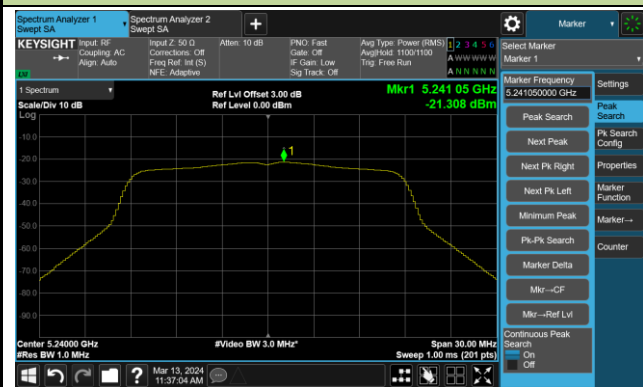 Spectrum Analyzer 1
Swept SA
Spectrum Analyzer 2
Swept SA
+
Marker
KEYSIGHT
Input: RF
Coupling: AC
Align: Auto
Input Z: 50 Ω
Corrections: Off
Freq Ref: Int (S)
NFE: Adaptive
Atten: 10 dB
PNO: Fast
Gate: Off
IF Gain: Low
Sig Track: Off
Avg Type: Power (RMS)
Avg|Hold: 1100/1100
Trig: Free Run
1 2 3 4 5 6
A W W W W W
A N N N N N
Select Marker
Marker 1
LXI
1 Spectrum
Scale/Div 10 dB
Log
Ref Lvl Offset 3.00 dB
Ref Level 0.00 dBm
Mkr1 5.241 05 GHz
-21.308 dBm
1
-10.0
-20.0
-30.0
-40.0
-50.0
-60.0
-70.0
-80.0
-90.0
Center 5.24000 GHz
#Res BW 1.0 MHz
#Video BW 3.0 MHz*
Span 30.00 MHz
Sweep 1.00 ms (201 pts)
Marker Frequency
5.241050000 GHz
Peak Search
Next Peak
Next Pk Right
Next Pk Left
Minimum Peak
Pk-Pk Search
Marker Delta
Mkr→CF
Mkr→Ref Lvl
Continuous Peak
Search
On
Off
Settings
Peak
Search
Pk Search
Config
Properties
Marker
Function
Marker→
Counter
?
Mar 13, 2024
11:37:04 AM